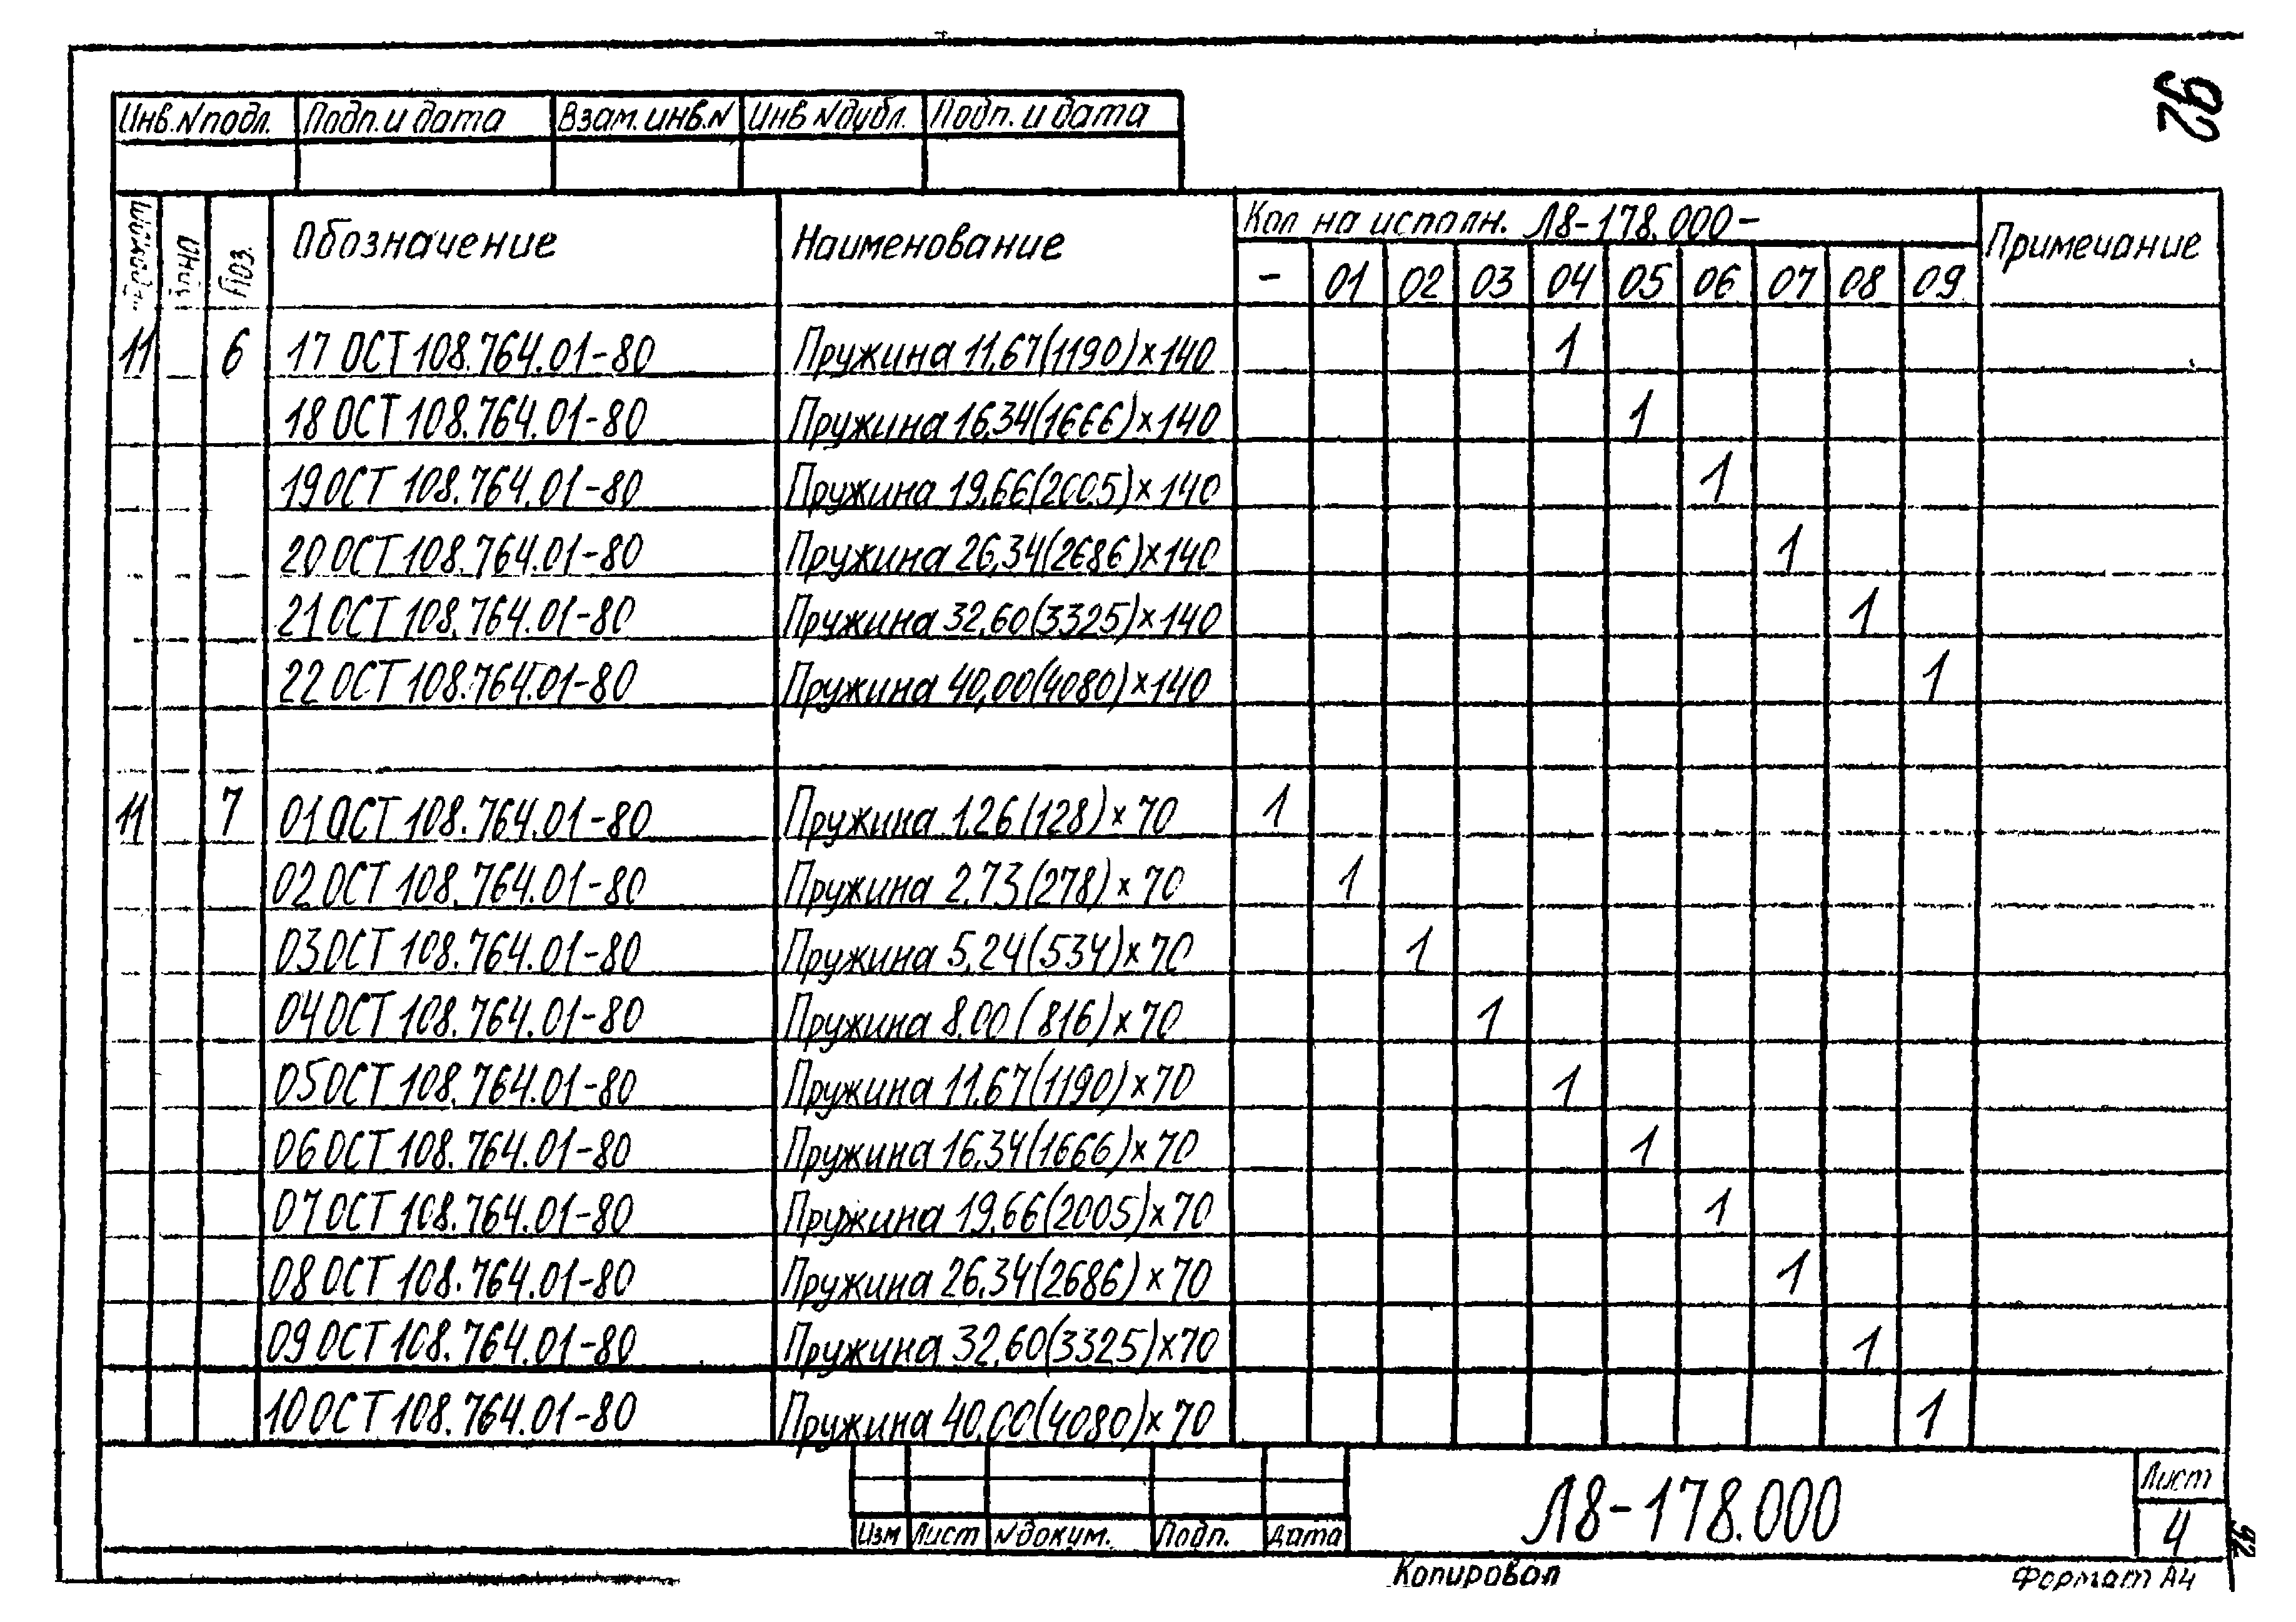 92
Инв.№подл. Подп. и дата Взам.инв.№ Инв №дубл. Подп. и дата
Зона Поз. Обозначение Наименование Кол на исполн. Л8-178.000- Примечание
- 01 02 03 04 05 06 07 08 09
11 6 17 ОСТ 108.764.01-80 Пружина 11,67(1190)×140 1
18 ОСТ 108.764.01-80 Пружина 16,34(1666)×140 1
19 ОСТ 108.764.01-80 Пружина 19,66(2005)×140 1
20 ОСТ 108.764.01-80 Пружина 26,34(2686)×140 1
21 ОСТ 108.764.01-80 Пружина 32,60(3325)×140 1
22 ОСТ 108.764.01-80 Пружина 40,00(4080)×140 1
11 7 01 ОСТ 108.764.01-80 Пружина 1,26(128)×70 1
02 ОСТ 108.764.01-80 Пружина 2,73(278)×70 1
03 ОСТ 108.764.01-80 Пружина 5,24(534)×70 1
04 ОСТ 108.764.01-80 Пружина 8,00(816)×70 1
05 ОСТ 108.764.01-80 Пружина 11,67(1190)×70 1
06 ОСТ 108.764.01-80 Пружина 16,34(1666)×70 1
07 ОСТ 108.764.01-80 Пружина 19,66(2005)×70 1
08 ОСТ 108.764.01-80 Пружина 26,34(2686)×70 1
09 ОСТ 108.764.01-80 Пружина 32,60(3325)×70 1
10 ОСТ 108.764.01-80 Пружина 40,00(4080)×70 1
Изм Лист №докум. Подп. Дата Л8-178.000 Лист 4
92
Копировал Формат А4